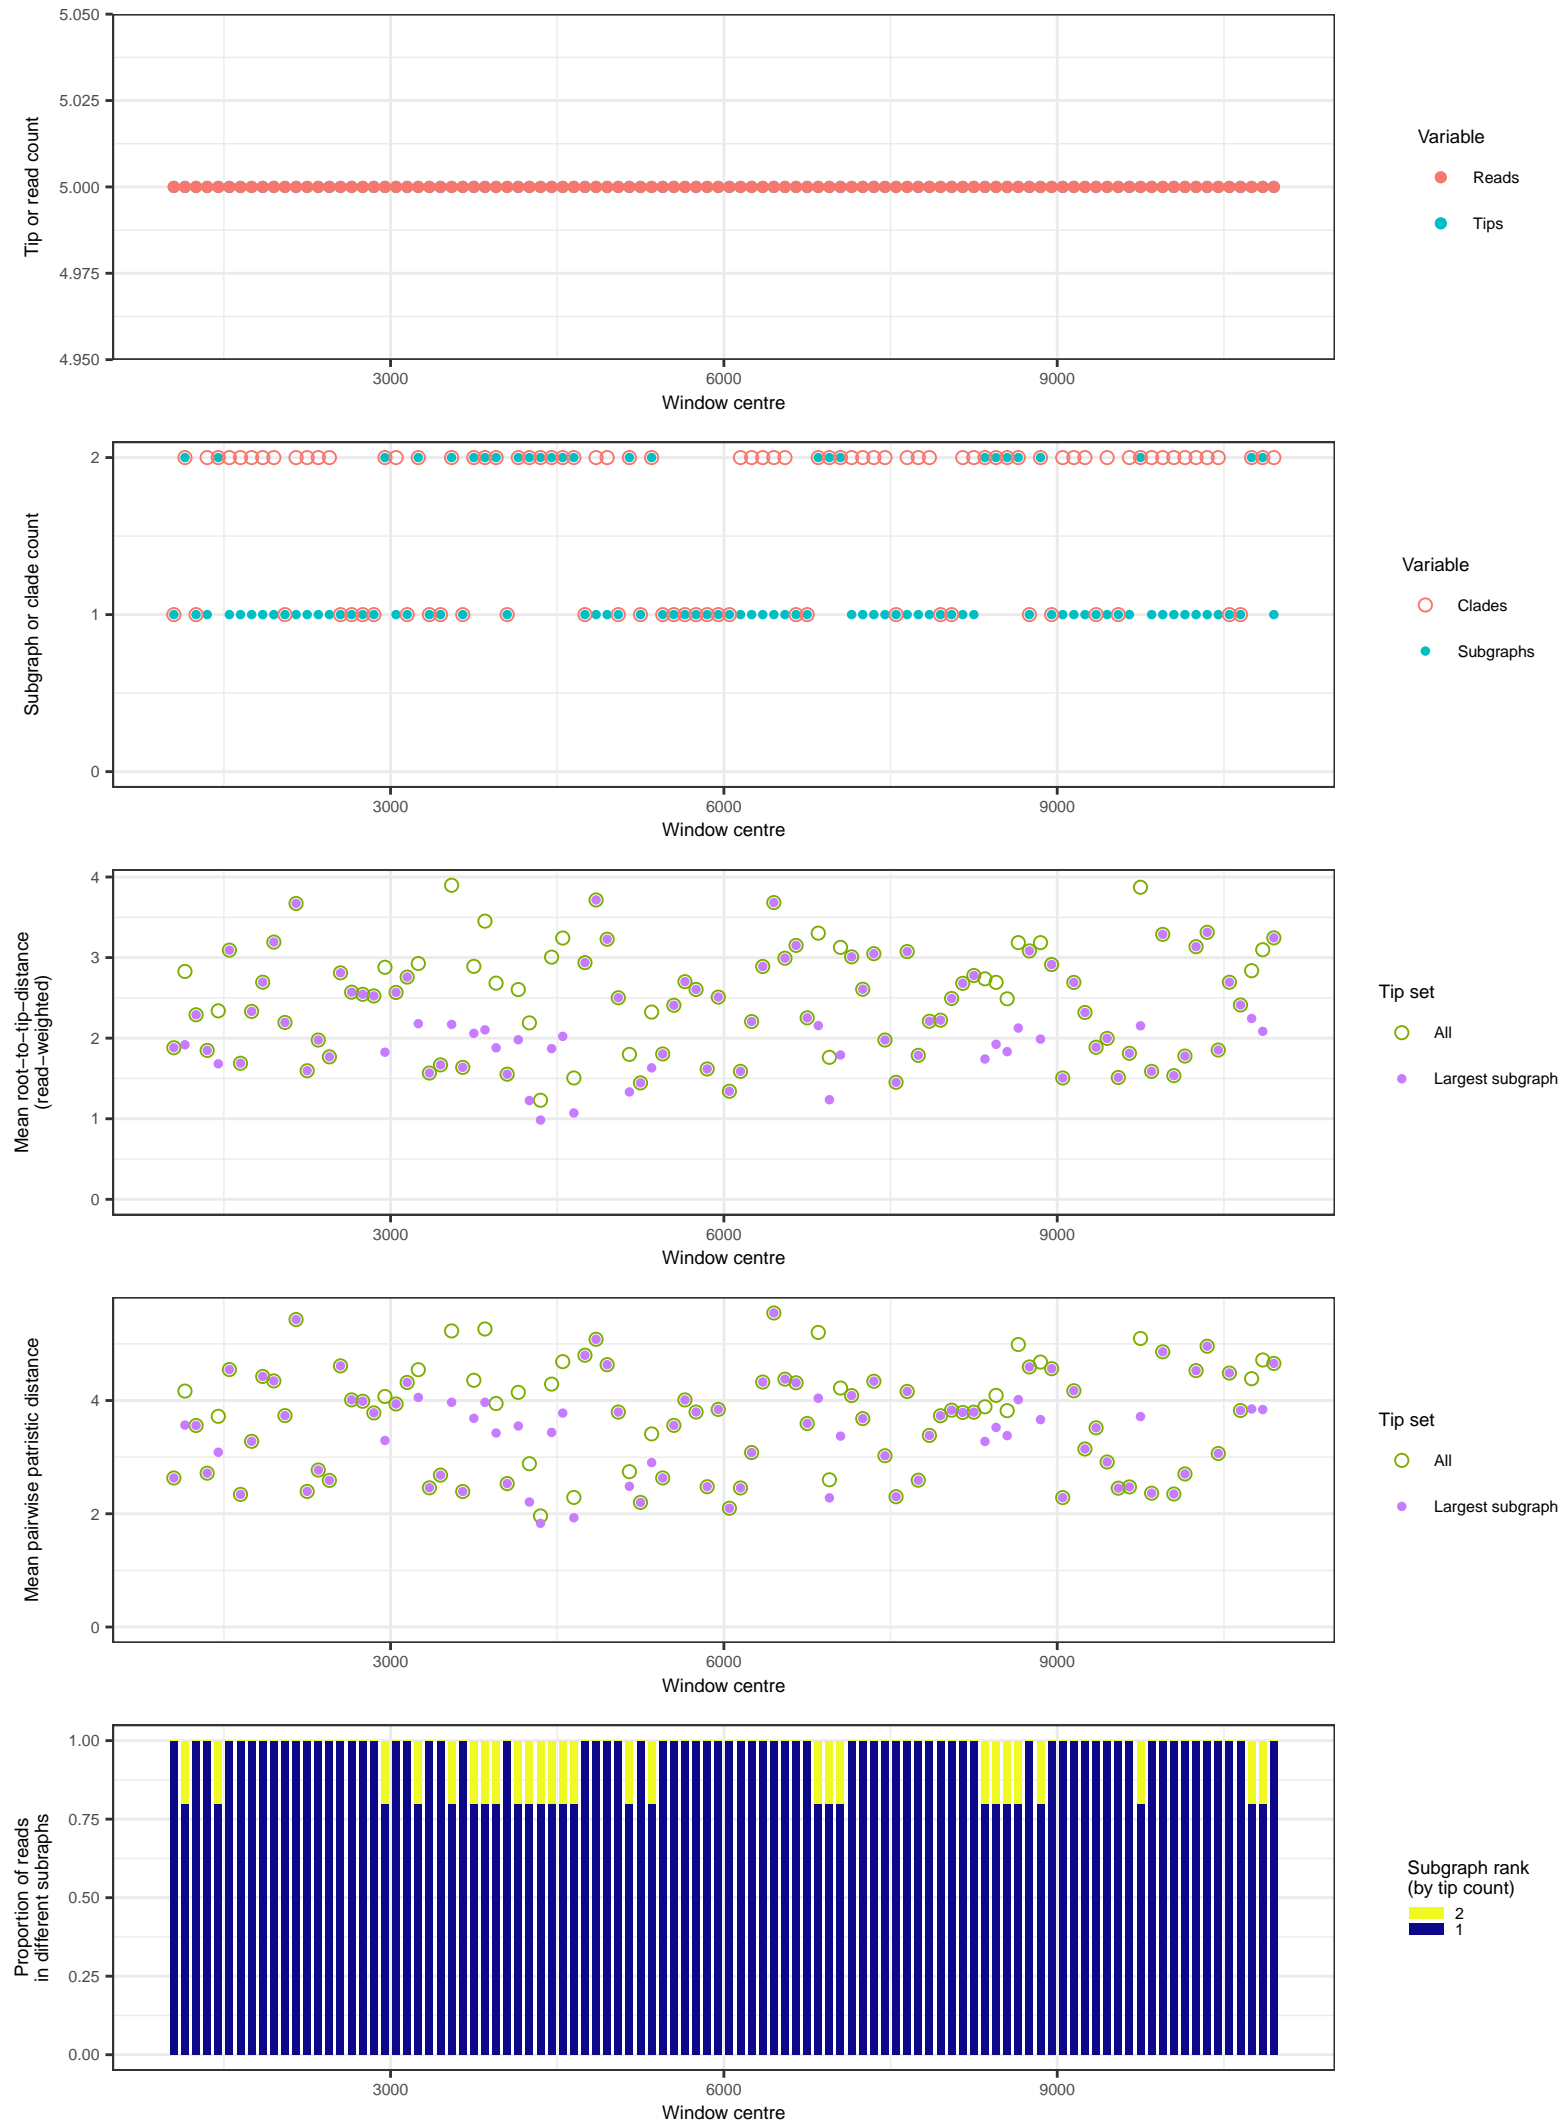 5.050
5.025
5.000
4.975
4.950
Tip or read count
3000 6000 9000
Window centre
Variable
Reads
Tips
2
1
0
Subgraph or clade count
3000 6000 9000
Window centre
Variable
Clades
Subgraphs
4
3
2
1
0
Mean root−to−tip−distance
(read−weighted)
3000 6000 9000
Window centre
Tip set
All
Largest subgraph
4
2
0
Mean pairwise patristic distance
3000 6000 9000
Window centre
Tip set
All
Largest subgraph
1.00
0.75
0.50
0.25
0.00
Proportion of reads
in different subraphs
3000 6000 9000
Window centre
Subgraph rank
(by tip count)
2
1